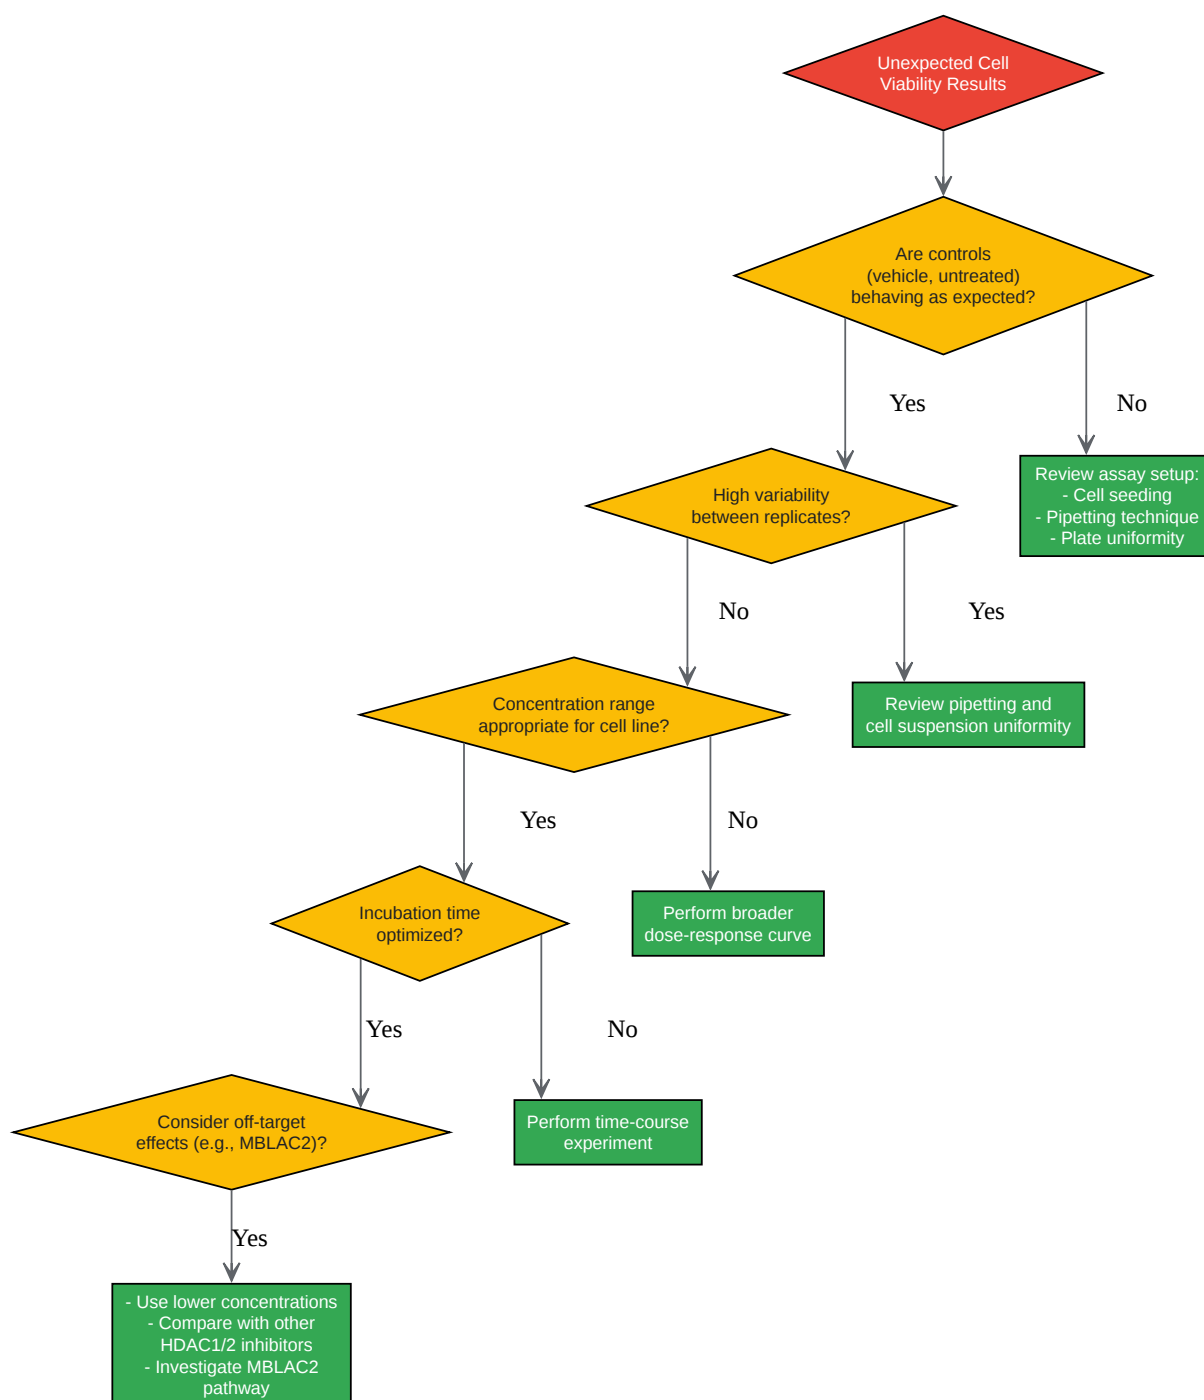 Unexpected Cell
Viability Results
Are controls
(vehicle, untreated)
behaving as expected?
Yes
No
Review assay setup:
- Cell seeding
- Pipetting technique
- Plate uniformity
High variability
between replicates?
No
Yes
Concentration range
appropriate for cell line?
Review pipetting and
cell suspension uniformity
Yes
No
Incubation time
optimized?
Perform broader
dose-response curve
Yes
No
Consider off-target
effects (e.g., MBLAC2)?
Perform time-course
experiment
Yes
- Use lower concentrations
- Compare with other
HDAC1/2 inhibitors
- Investigate MBLAC2
pathway